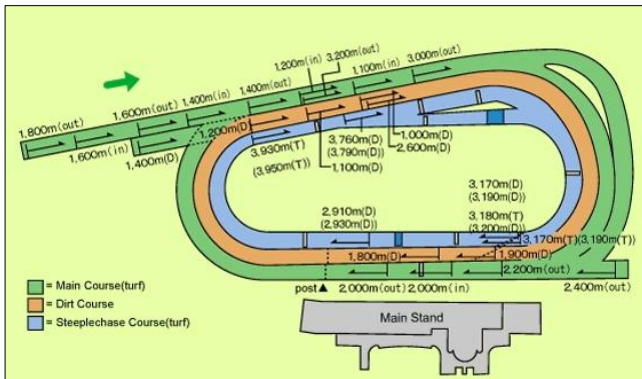 1,200m(in)
3,200m(out)
1,400m(out)
1,100m(in)
3,000m(out)
1,400m(in)
1,600m(out)
1,800m(out)
1,600m(in)
1,400m(D)
1,200m(D)
3,930m(T)
(3,950m(T))
3,760m(D)
(3,790m(D))
1,100m(D)
1,000m(D)
2,600m(D)
3,170m(D)
(3,190m(D))
2,910m(D)
(2,930m(D))
3,180m(T)
(3,200m(D))
3,170m(T)(3,190m(T))
1,800m(D)
1,900m(D)
2,200m(out)
post▲
2,000m(out)
2,000m(in)
2,400m(out)
= Main Course(turf)
= Dirt Course
= Steeplechase Course(turf)
Main Stand